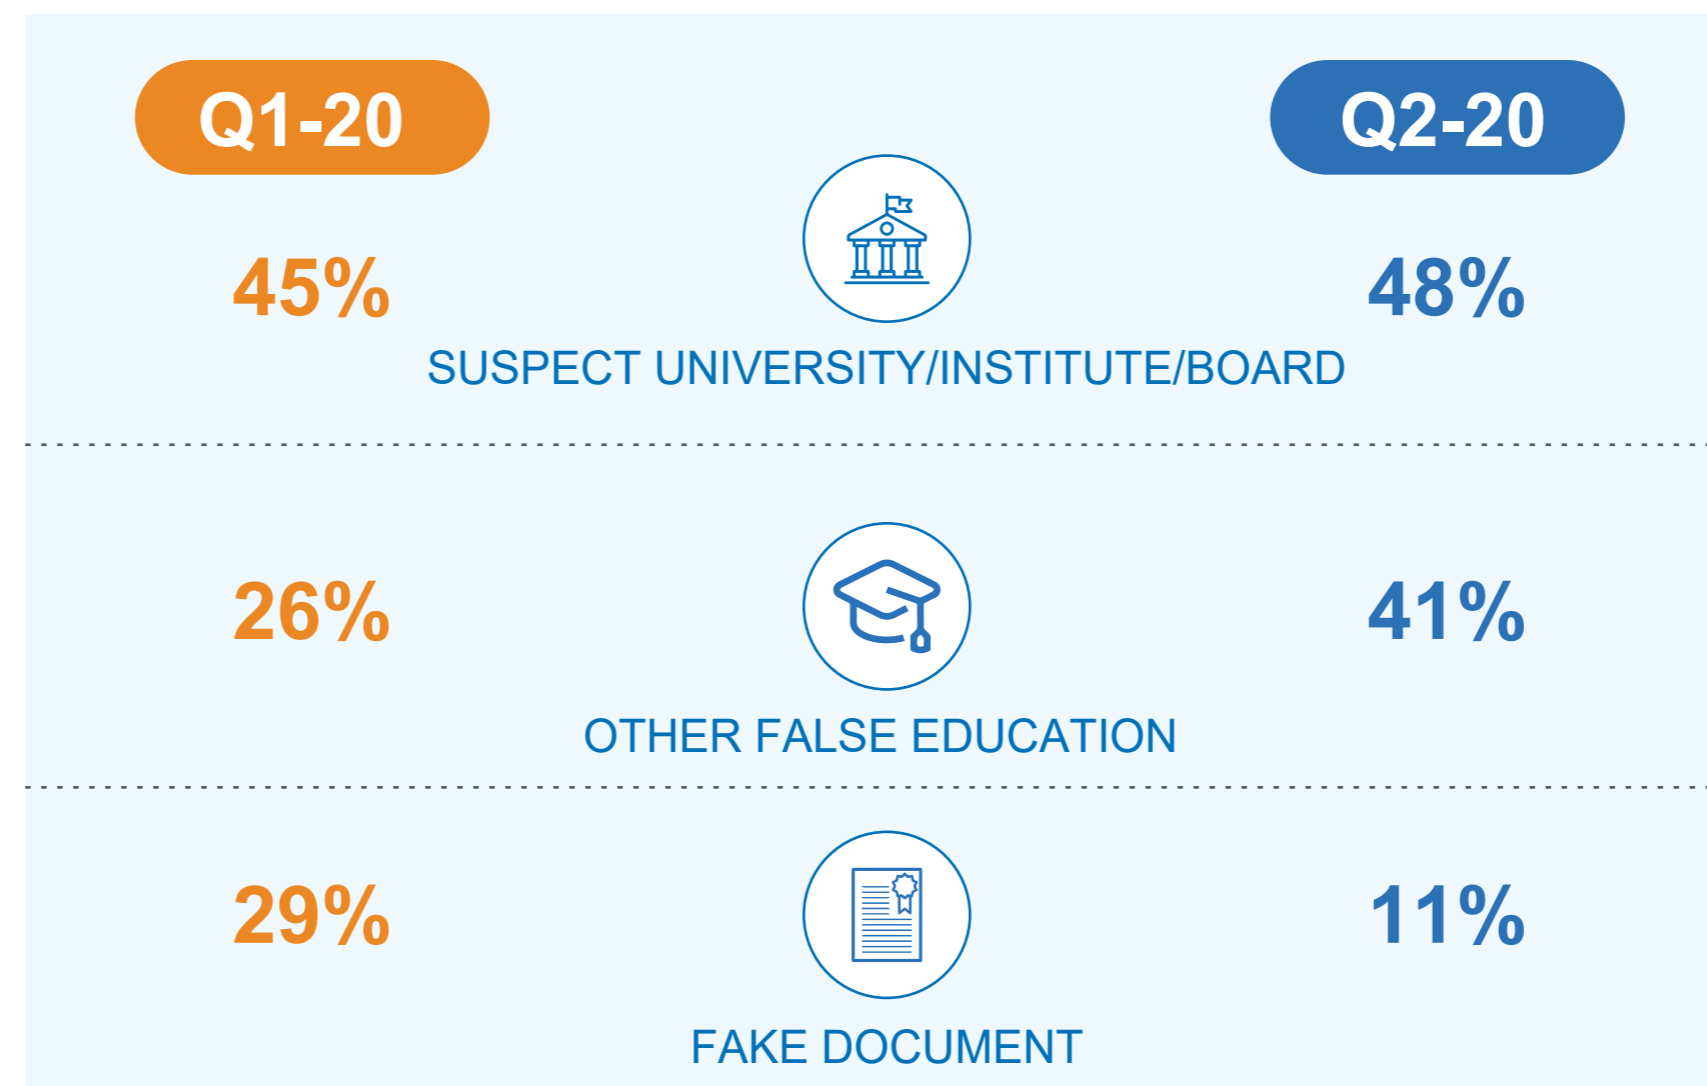 Q1-20
Q2-20
45%
48%
SUSPECT UNIVERSITY/INSTITUTE/BOARD
26%
41%
OTHER FALSE EDUCATION
29%
11%
FAKE DOCUMENT